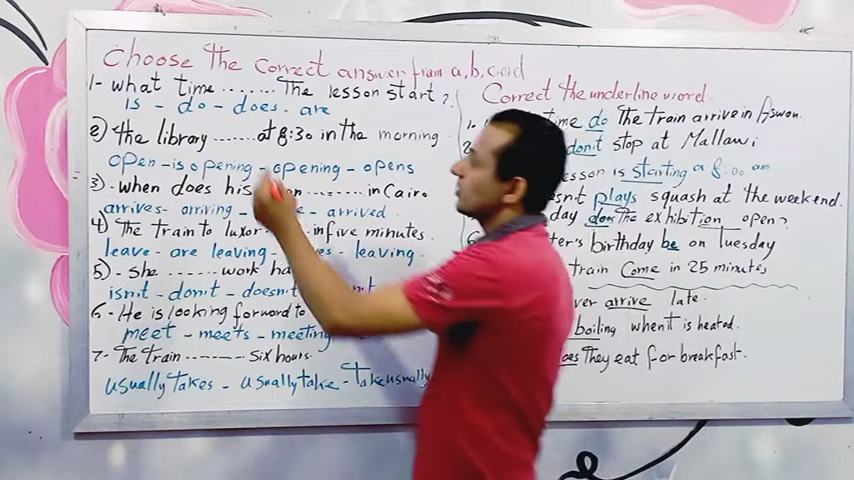 Choose The Correct answer from a, b, c or d
1- what time ........ The lesson start ?
is - do - does - are
2) the library ........ at 8:30 in the morning
open - is opening - opening - opens
3) - when does his ........ in Cairo
arrives - arriving - - arrived
4) The train to luxor in five minutes
leave - are leaving - - leaving
5) - She ........ work
isn't - don't - doesn't -
6 - He is looking forward to
meet - meets - meeting
7 - The train ........ Six hours.
usually takes - usually take - Take usually
Correct the underline word.
1. time do The train arrive in Aswan
2. don't stop at Mallawi
lesson is starting a 8:00 am
plays squash at the weekend.
day does The exhibition open?
6 birthday be on Tuesday
train Come in 25 minutes
arrive late.
boiling when it is heated.
They eat for breakfast.